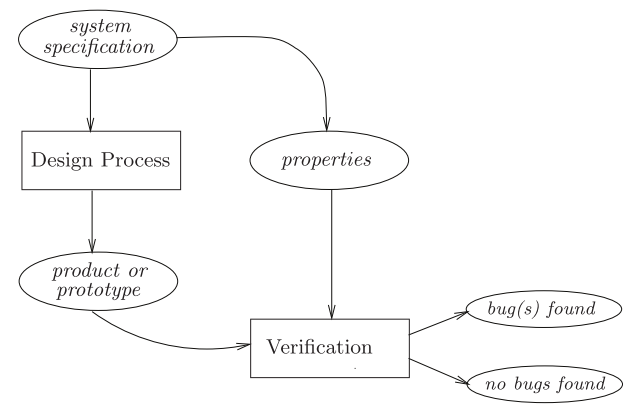 system
specification
Design Process
properties
product or
prototype
bug(s) found
Verification
no bugs found